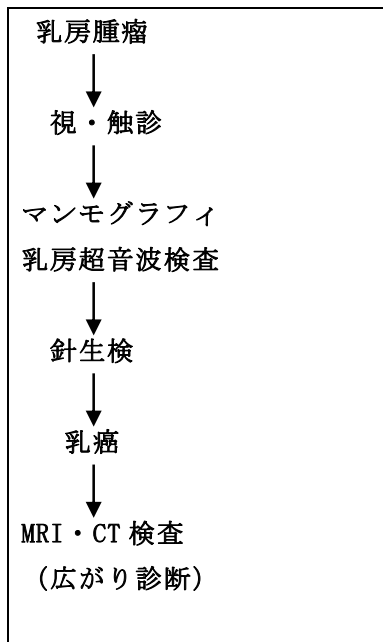 乳房腫瘤
視・触診
マンモグラフィ
乳房超音波検査
針生検
乳癌
MRI・CT 検査
（広がり診断）